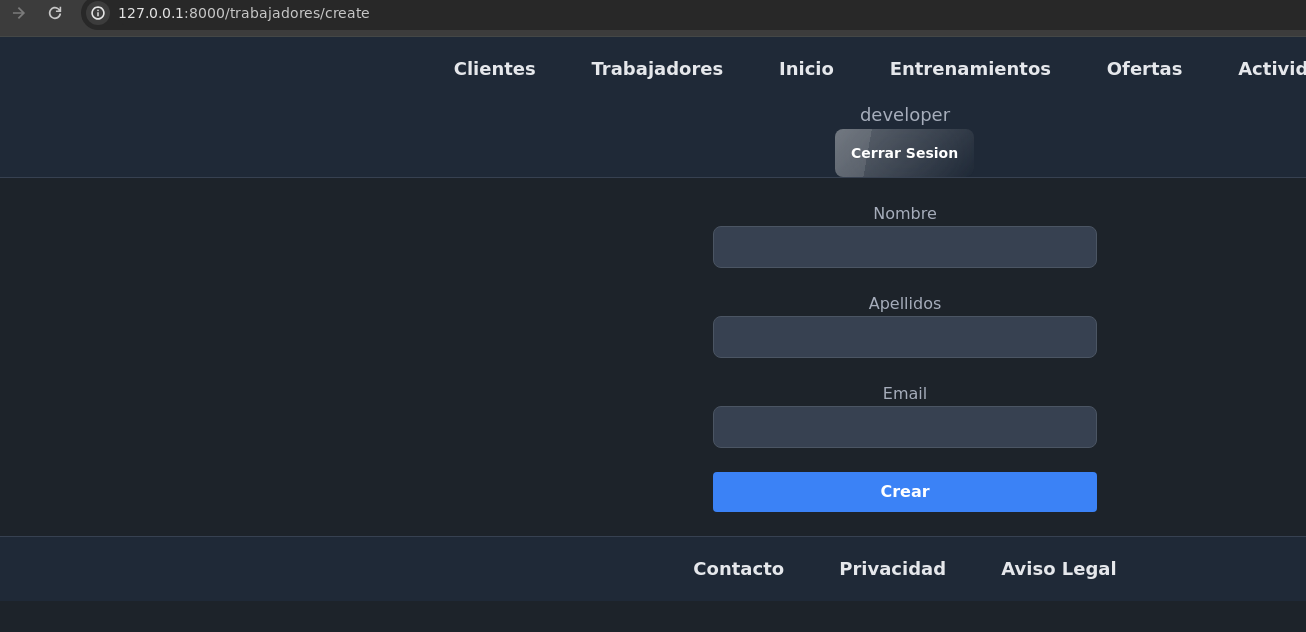 127.0.0.1:8000/trabajadores/create
Clientes Trabajadores Inicio Entrenamientos Ofertas Activid
developer
Cerrar Sesion
Nombre
Apellidos
Email
Crear
Contacto Privacidad Aviso Legal